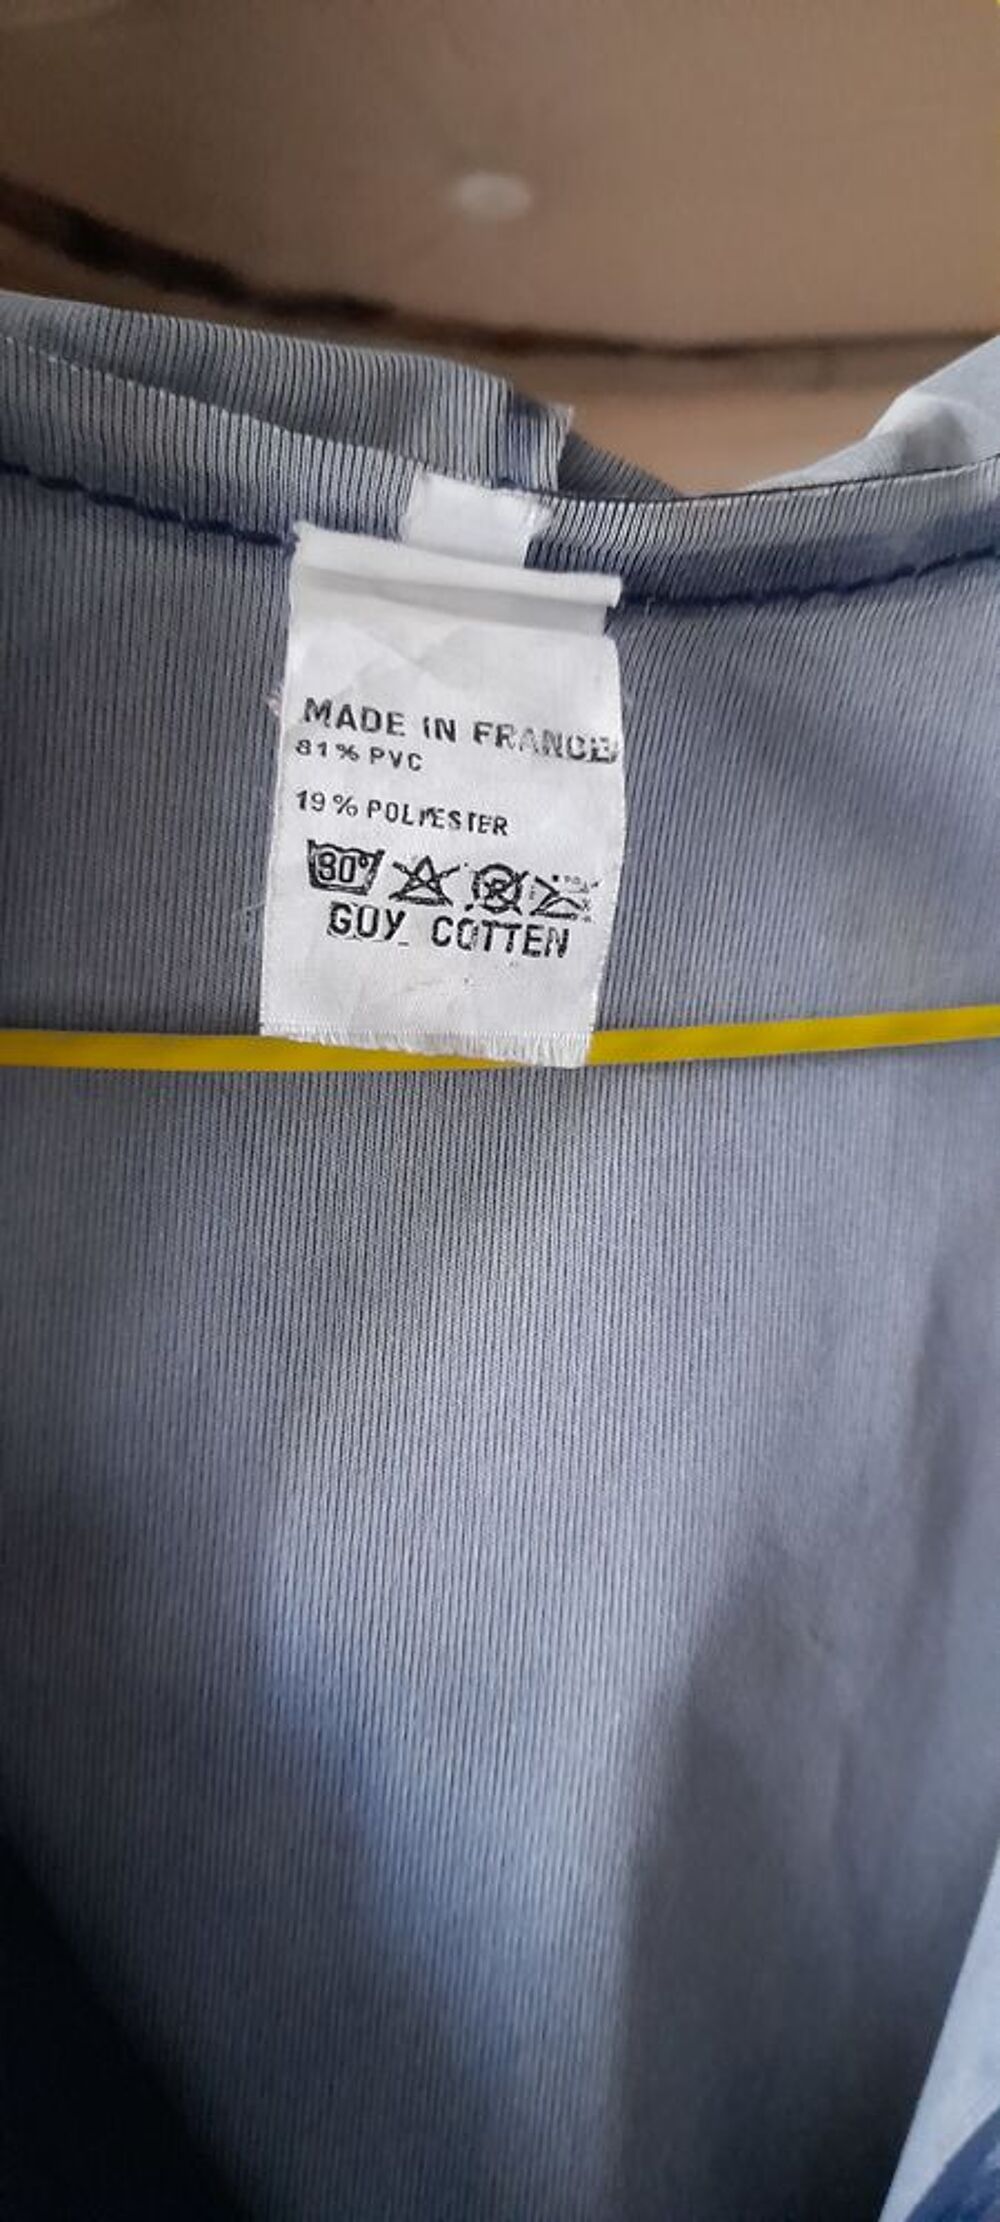 MADE IN FRANCE
81% PVC
19% POLYESTER
30°
GUY COTTEN